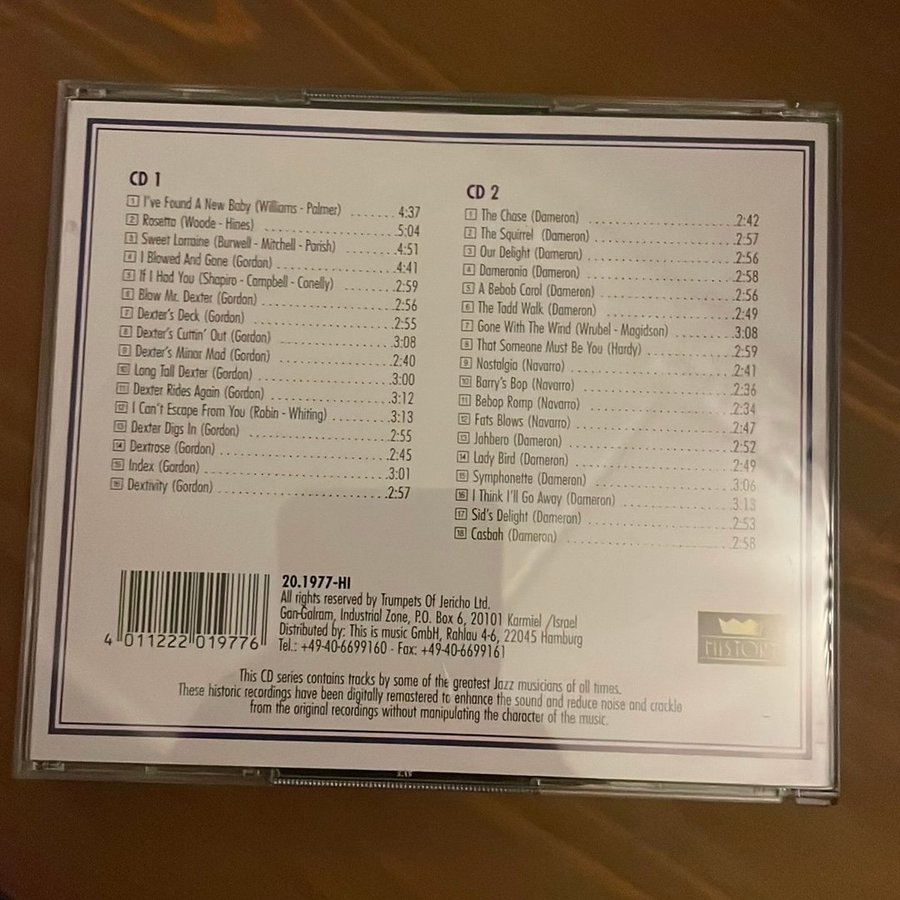 CD 1
1 I've Found A New Baby (Williams - Palmer) .......4:37
2 Rosetta (Woode - Hines) .......5:04
3 Sweet Lorraine (Burwell - Mitchell - Parish) .......4:51
4 I Blowed And Gone (Gordon) .......4:41
5 If I Had You (Shapiro - Campbell - Conelly) .......2:59
6 Blow Mr. Dexter (Gordon) .......2:56
7 Dexter's Deck (Gordon) .......2:55
8 Dexter's Cuttin' Out (Gordon) .......3:08
9 Dexter's Minor Mad (Gordon) .......2:40
10 Long Tall Dexter (Gordon) .......3:00
11 Dexter Rides Again (Gordon) .......3:12
12 I Can't Escape From You (Robin - Whiting) .......3:13
13 Dexter Digs In (Gordon) .......2:55
14 Dextrose (Gordon) .......2:45
15 Index (Gordon) .......3:01
16 Dextivity (Gordon) .......2:57
CD 2
1 The Chase (Dameron) .......2:42
2 The Squirrel (Dameron) .......2:57
3 Our Delight (Dameron) .......2:56
4 Damerania (Dameron) .......2:58
5 A Bebob Carol (Dameron) .......2:56
6 The Tadd Walk (Dameron) .......2:49
7 Gone With The Wind (Wrubel - Magidson) .......3:08
8 That Someone Must Be You (Hardy) .......2:59
9 Nostalgia (Navarro) .......2:41
10 Barry's Bop (Navarro) .......2:36
11 Bebop Romp (Navarro) .......2:34
12 Fats Blows (Navarro) .......2:47
13 Jahbero (Dameron) .......2:52
14 Lady Bird (Dameron) .......2:49
15 Symphonette (Dameron) .......3:06
16 I Think I'll Go Away (Dameron) .......3.13
17 Sid's Delight (Dameron) .......2:53
18 Casbah (Dameron) .......2:58
4 011222 019776
20.1977-HI
All rights reserved by Trumpets Of Jericho Ltd.
Gan-Galram, Industrial Zone, P.O. Box 6, 20101 Karmiel /Israel
Distributed by: This is music GmbH, Rahlau 4-6, 22045 Hamburg
Tel.: +49-40-6699160 - Fax: +49-40-6699161
HISTORY
This CD series contains tracks by some of the greatest Jazz musicians of all times.
These historic recordings have been digitally remastered to enhance the sound and reduce noise and crackle
from the original recordings without manipulating the character of the music.